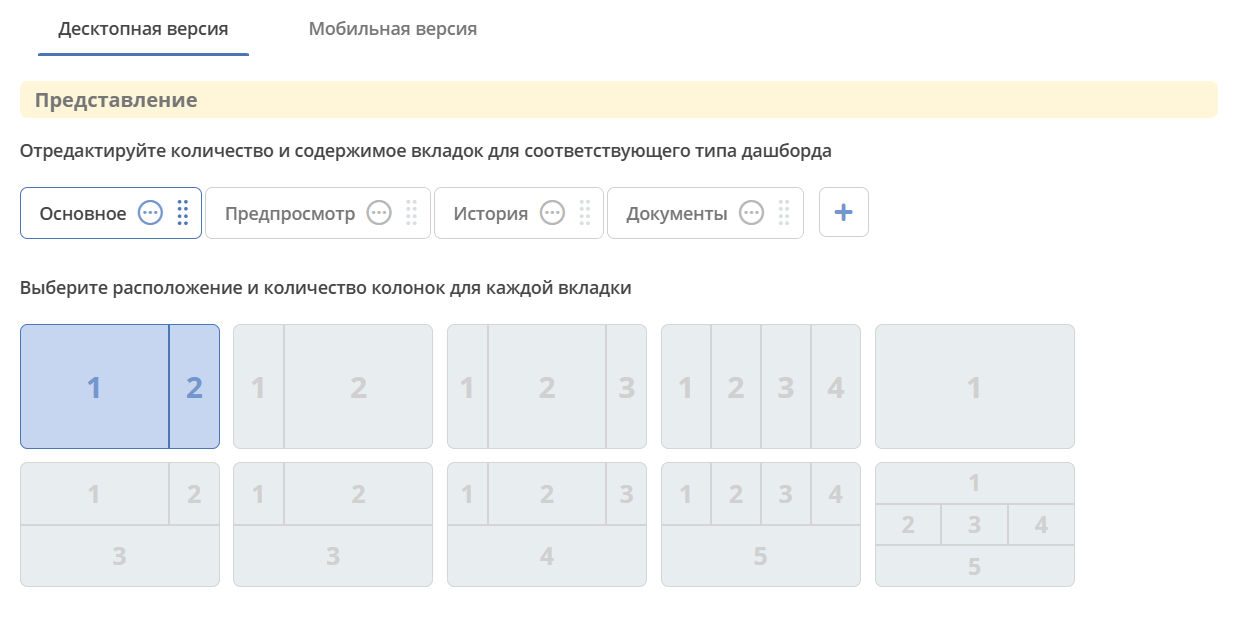 Десктопная версия Мобильная версия
Представление
Отредактируйте количество и содержимое вкладок для соответствующего типа дашборда
Основное Предпросмотр История Документы +
Выберите расположение и количество колонок для каждой вкладки
1 2 1 2 1 2 3 1 2 3 4 1
1 2 1 2 1 2 3 1 2 3 4 1
2 3 4
3 3 4 5 5